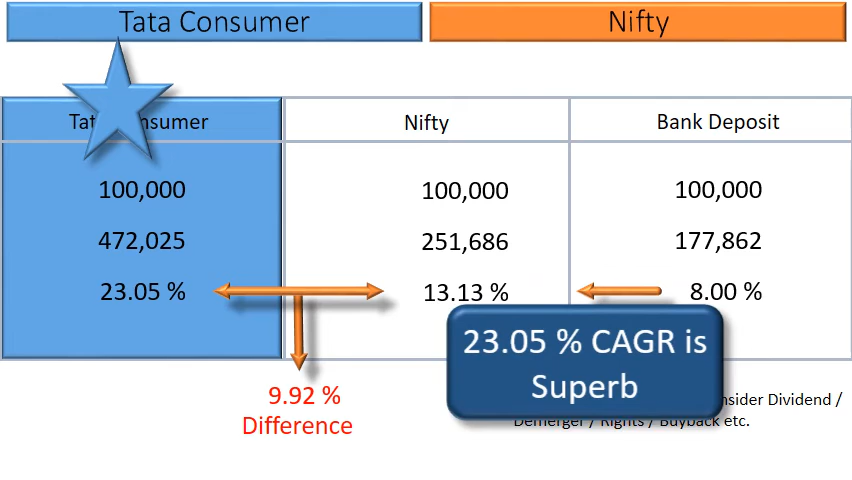 Tata Consumer
Nifty
Nifty
Bank Deposit
100,000
100,000
100,000
472,025
251,686
177,862
23.05 %
13.13 %
8.00 %
23.05 % CAGR is
Superb
9.92 %
Difference
Dividend /
Demerger / Rights / Buyback etc.